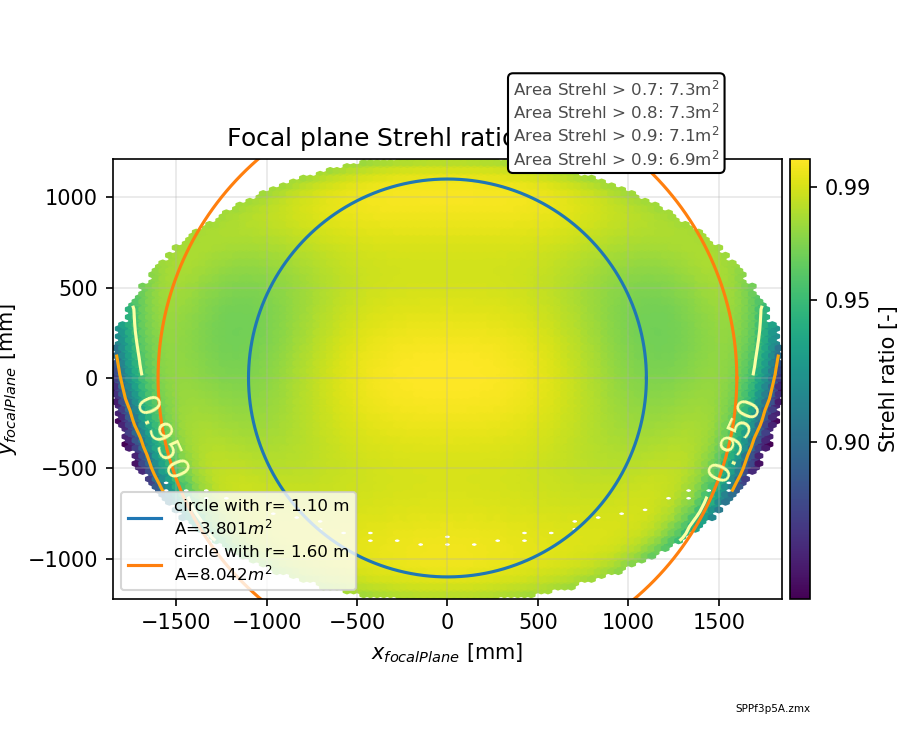 Area Strehl > 0.7: 7.3m²
Area Strehl > 0.8: 7.3m²
Area Strehl > 0.9: 7.1m²
Area Strehl > 0.9: 6.9m²
Focal plane Strehl
1000
500
0
−500
−1000
y_focalPlane [mm]
0.950
0.950
circle with r= 1.10 m
A=3.801m²
circle with r= 1.60 m
A=8.042m²
−1500 −1000 −500 0 500 1000 1500
x_focalPlane [mm]
0.99
0.95
0.90
Strehl ratio [-]
SPPf3p5A.zmx